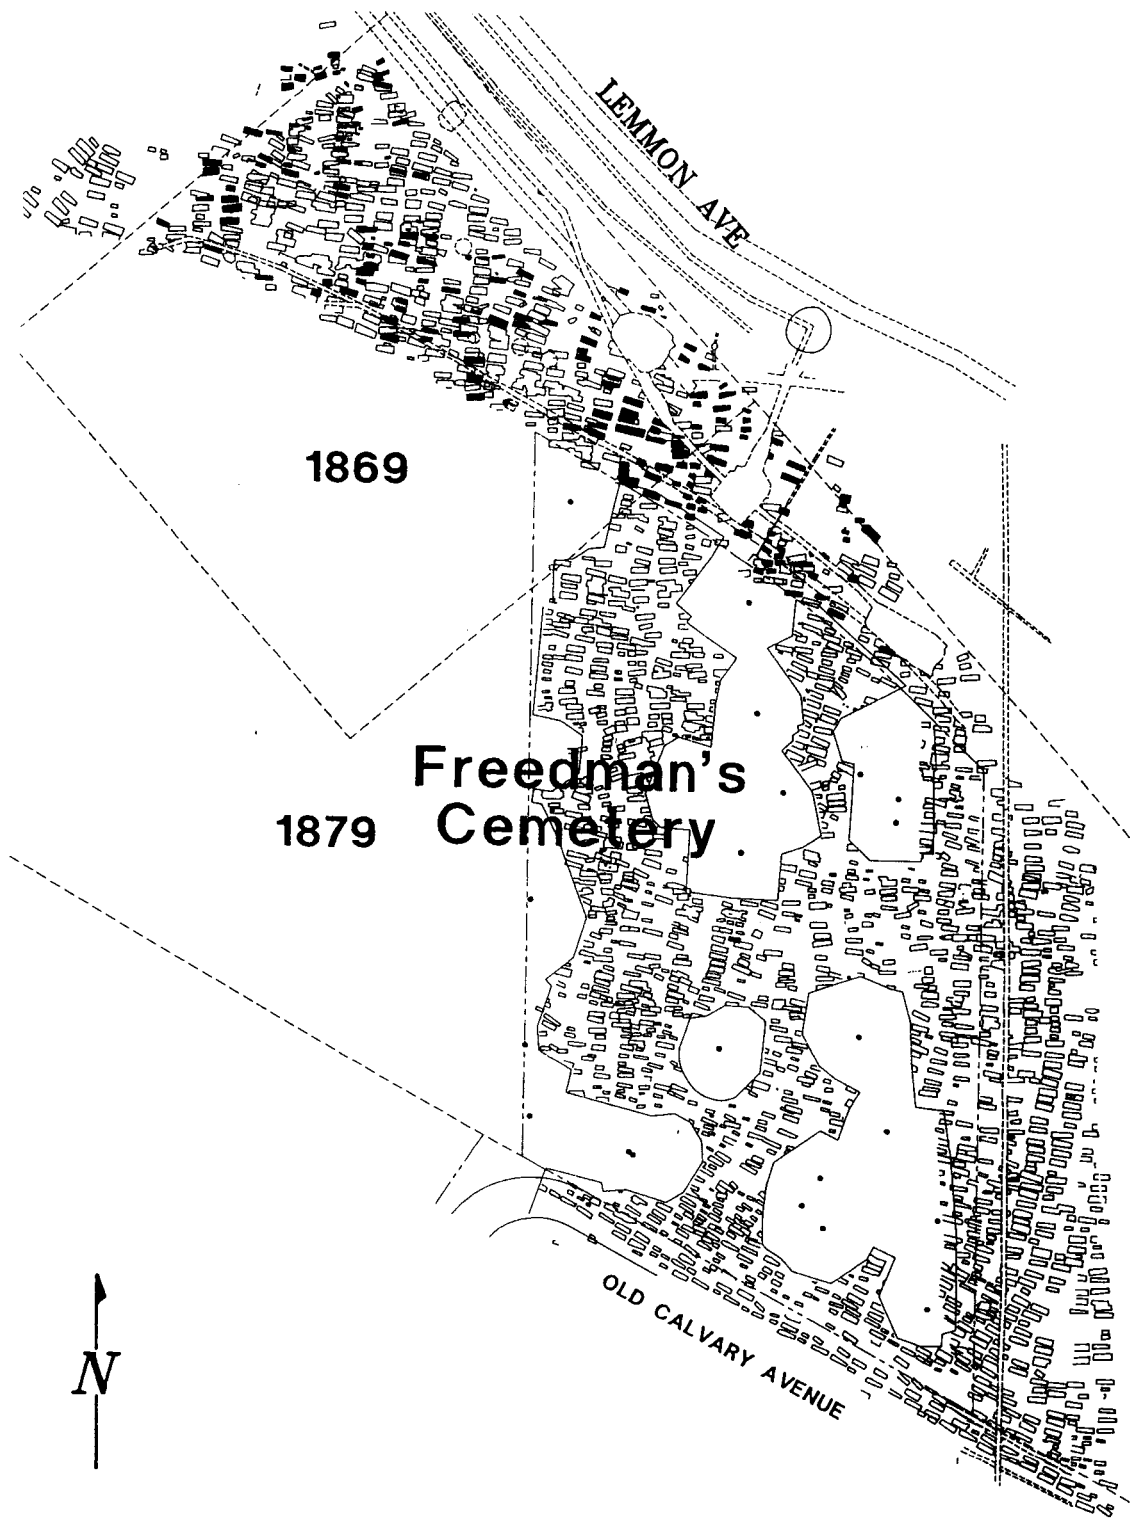 LEMMON AVE
1869
Freedman's
Cemetery
1879
OLD CALVARY AVENUE
N